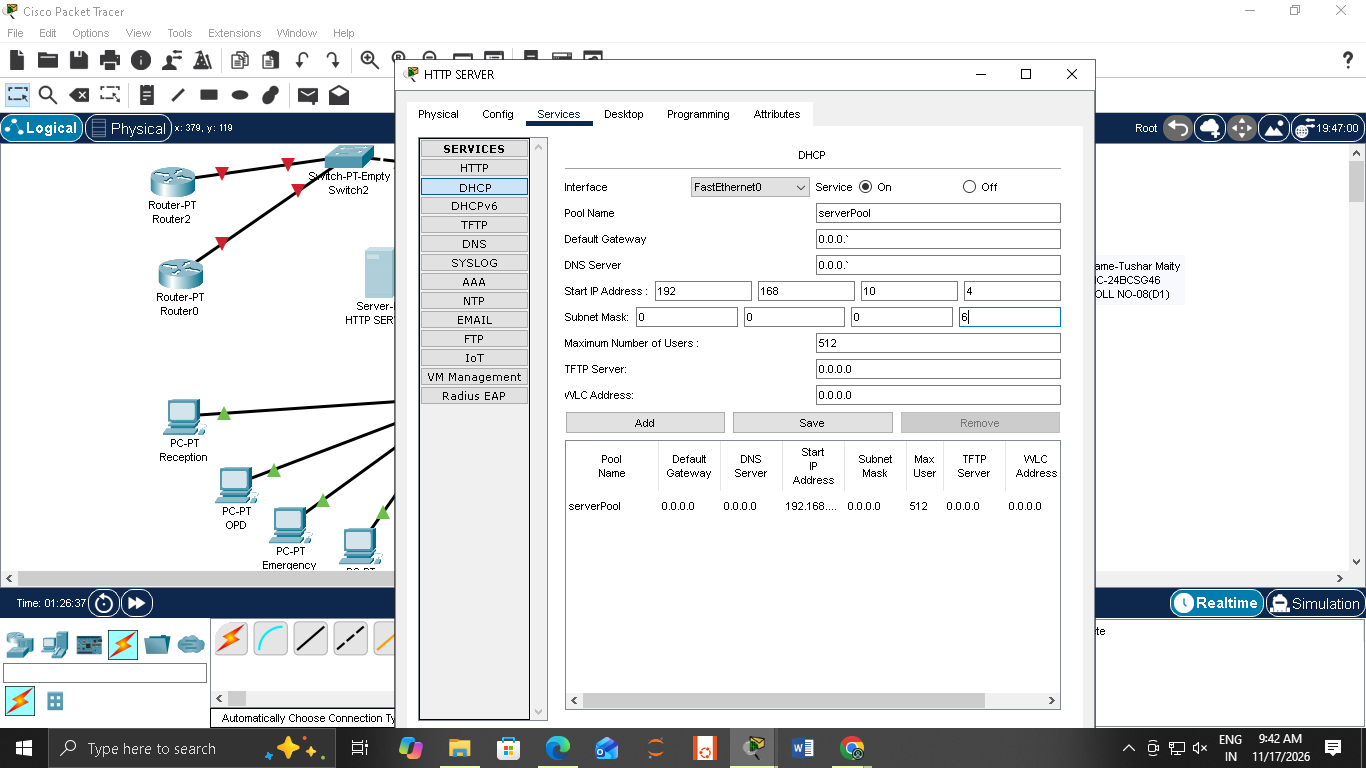 Cisco Packet Tracer
File Edit Options View Tools Extensions Window Help
HTTP SERVER
Physical Config Services Desktop Programming Attributes
Logical Physical x: 379, y: 119
Root 19:47:00
Switch-PT-Empty
Switch2
Router-PT
Router2
Router-PT
Router0
Server-
HTTP SER
PC-PT
Reception
PC-PT
OPD
PC-PT
Emergency
ame-Tushar Maity
C-24BCSG46
OLL NO-08(D1)
SERVICES
HTTP
DHCP
DHCPv6
TFTP
DNS
SYSLOG
AAA
NTP
EMAIL
FTP
IoT
VM Management
Radius EAP
DHCP
Interface FastEthernet0 Service On Off
Pool Name serverPool
Default Gateway 0.0.0.`
DNS Server 0.0.0.`
Start IP Address : 192 168 10 4
Subnet Mask: 0 0 0 6
Maximum Number of Users : 512
TFTP Server: 0.0.0.0
WLC Address: 0.0.0.0
Add Save Remove
Pool Name Default Gateway DNS Server Start IP Address Subnet Mask Max User TFTP Server WLC Address
serverPool 0.0.0.0 0.0.0.0 192.168.... 0.0.0.0 512 0.0.0.0 0.0.0.0
Time: 01:26:37
Realtime Simulation
te
Automatically Choose Connection Ty
Type here to search
ENG
IN
9:42 AM
11/17/2026